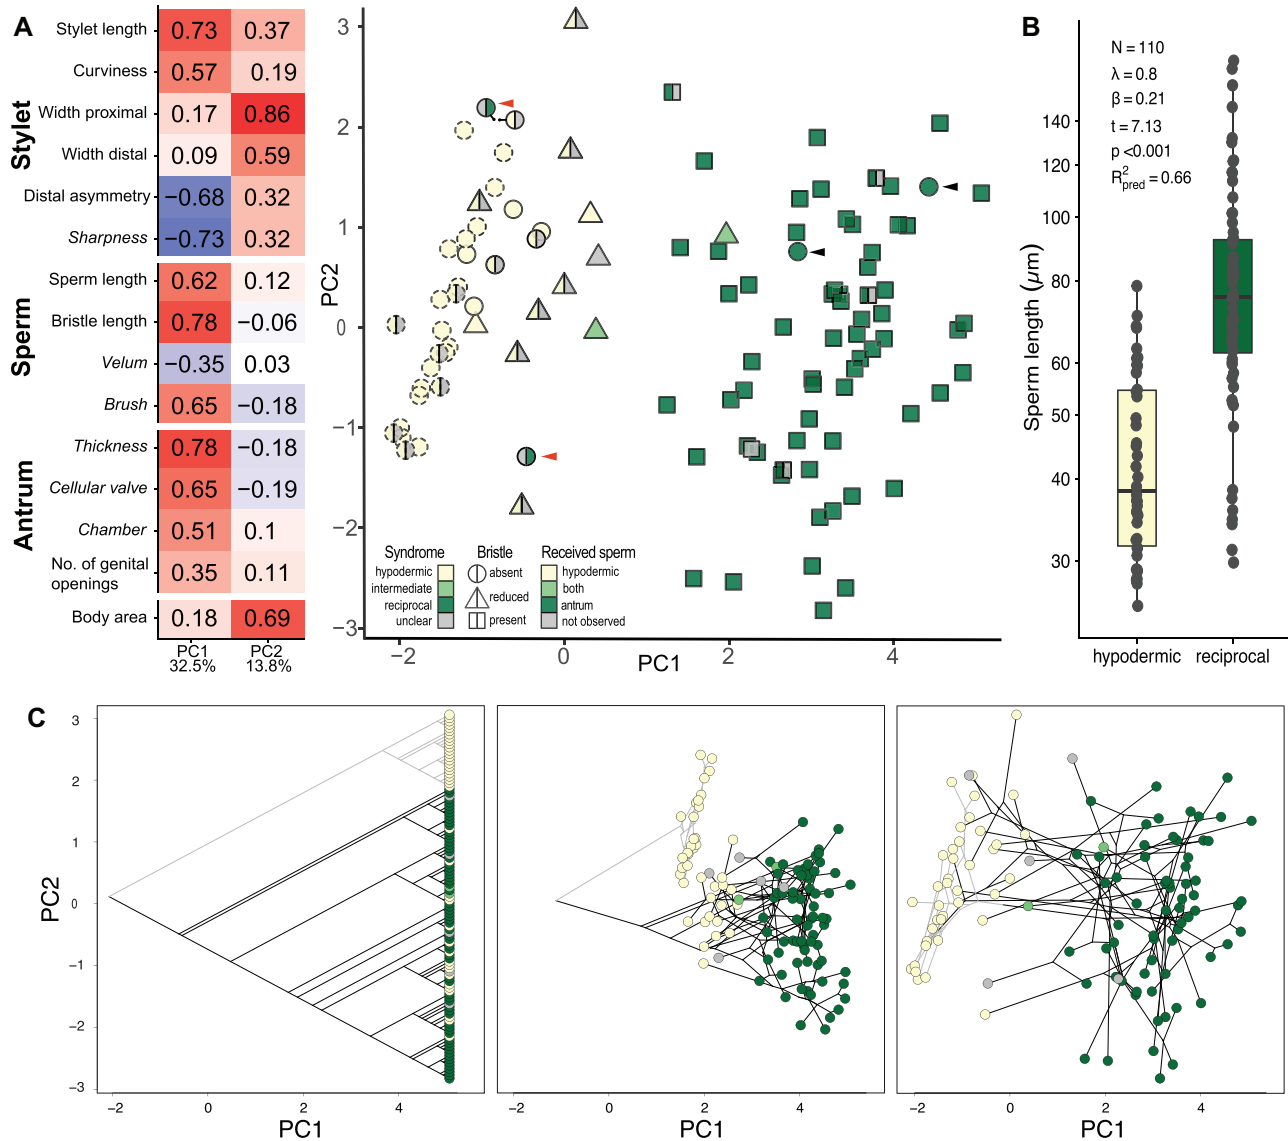 A
Stylet
Stylet length 0.73 0.37
Curviness 0.57 0.19
Width proximal 0.17 0.86
Width distal 0.09 0.59
Distal asymmetry −0.68 0.32
Sharpness −0.73 0.32
Sperm
Sperm length 0.62 0.12
Bristle length 0.78 −0.06
Velum −0.35 0.03
Brush 0.65 −0.18
Antrum
Thickness 0.78 −0.18
Cellular valve 0.65 −0.19
Chamber 0.51 0.1
No. of genital
openings 0.35 0.11
Body area 0.18 0.69
PC1 PC2
32.5% 13.8%
3
2
1
0
−1
−2
−3
PC2
−2 0 2 4
PC1
Syndrome Bristle Received sperm
hypodermic absent hypodermic
intermediate both
reduced
reciprocal antrum
unclear present not observed
B
N = 110
λ = 0.8
β = 0.21
t = 7.13
p <0.001
R²pred = 0.66
Sperm length (µm)
140
120
100
80
60
50
40
30
hypodermic reciprocal
C
3
2
1
0
−1
−2
−3
PC2
−2 0 2 4
PC1
−2 0 2 4
PC1
−2 0 2 4
PC1